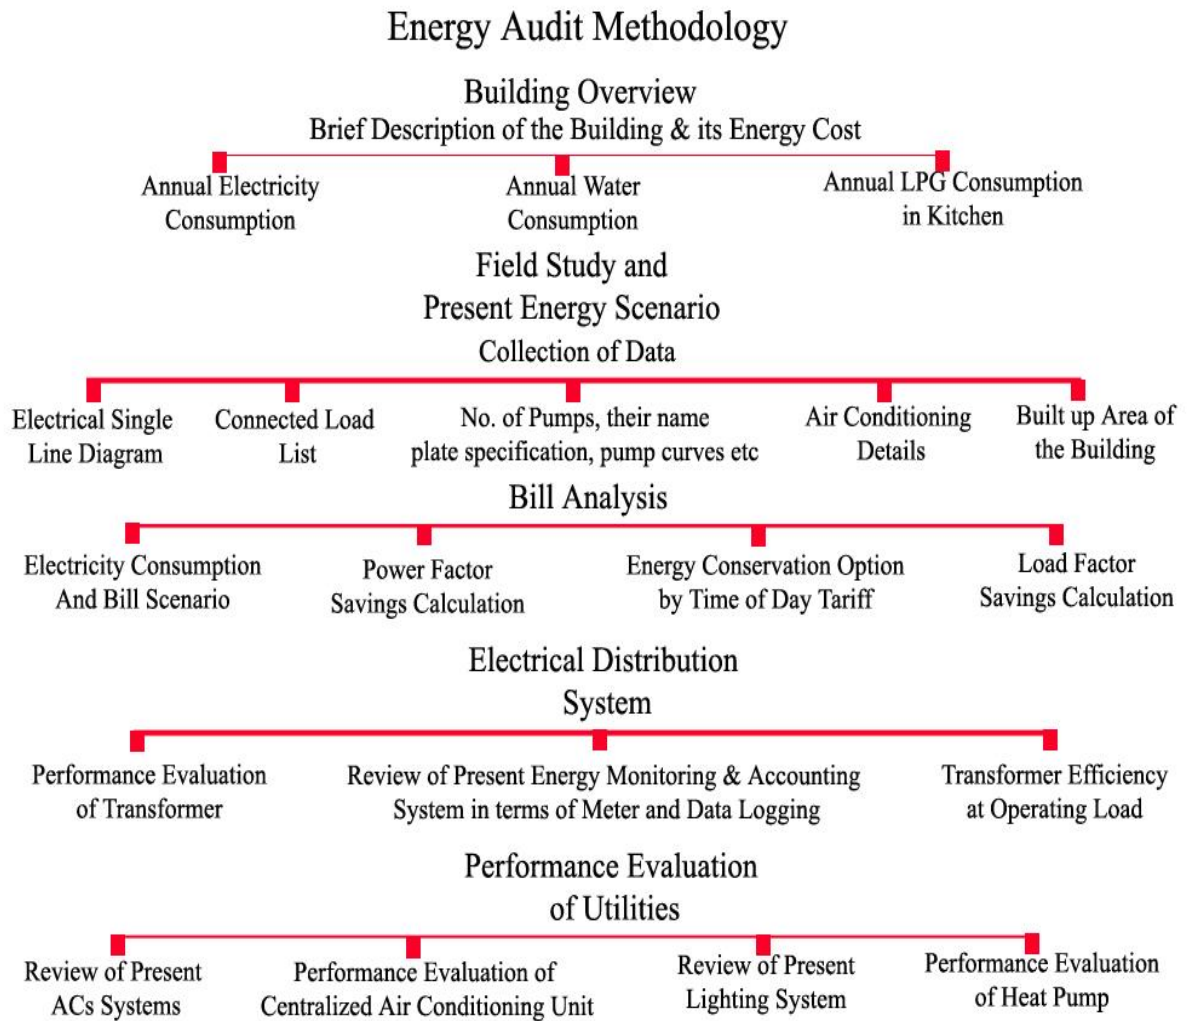 Energy Audit Methodology
Building Overview
Brief Description of the Building & its Energy Cost
Annual Electricity
Consumption
Annual Water
Consumption
Annual LPG Consumption
in Kitchen
Field Study and
Present Energy Scenario
Collection of Data
Electrical Single
Line Diagram
Connected Load
List
No. of Pumps, their name
plate specification, pump curves etc
Air Conditioning
Details
Built up Area of
the Building
Bill Analysis
Electricity Consumption
And Bill Scenario
Power Factor
Savings Calculation
Energy Conservation Option
by Time of Day Tariff
Load Factor
Savings Calculation
Electrical Distribution
System
Performance Evaluation
of Transformer
Review of Present Energy Monitoring & Accounting
System in terms of Meter and Data Logging
Transformer Efficiency
at Operating Load
Performance Evaluation
of Utilities
Review of Present
ACs Systems
Performance Evaluation of
Centralized Air Conditioning Unit
Review of Present
Lighting System
Performance Evaluation
of Heat Pump